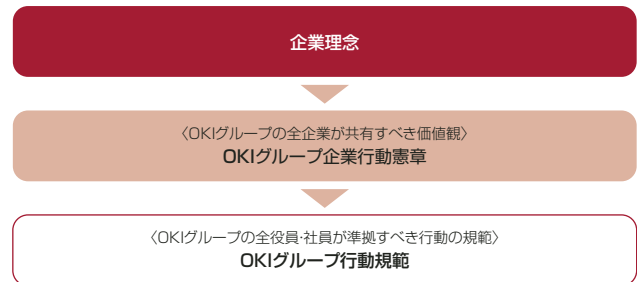 企業理念
〈OKIグループの全企業が共有すべき価値観〉
OKIグループ企業行動憲章
〈OKIグループの全役員·社員が準拠すべき行動の規範〉
OKIグループ行動規範